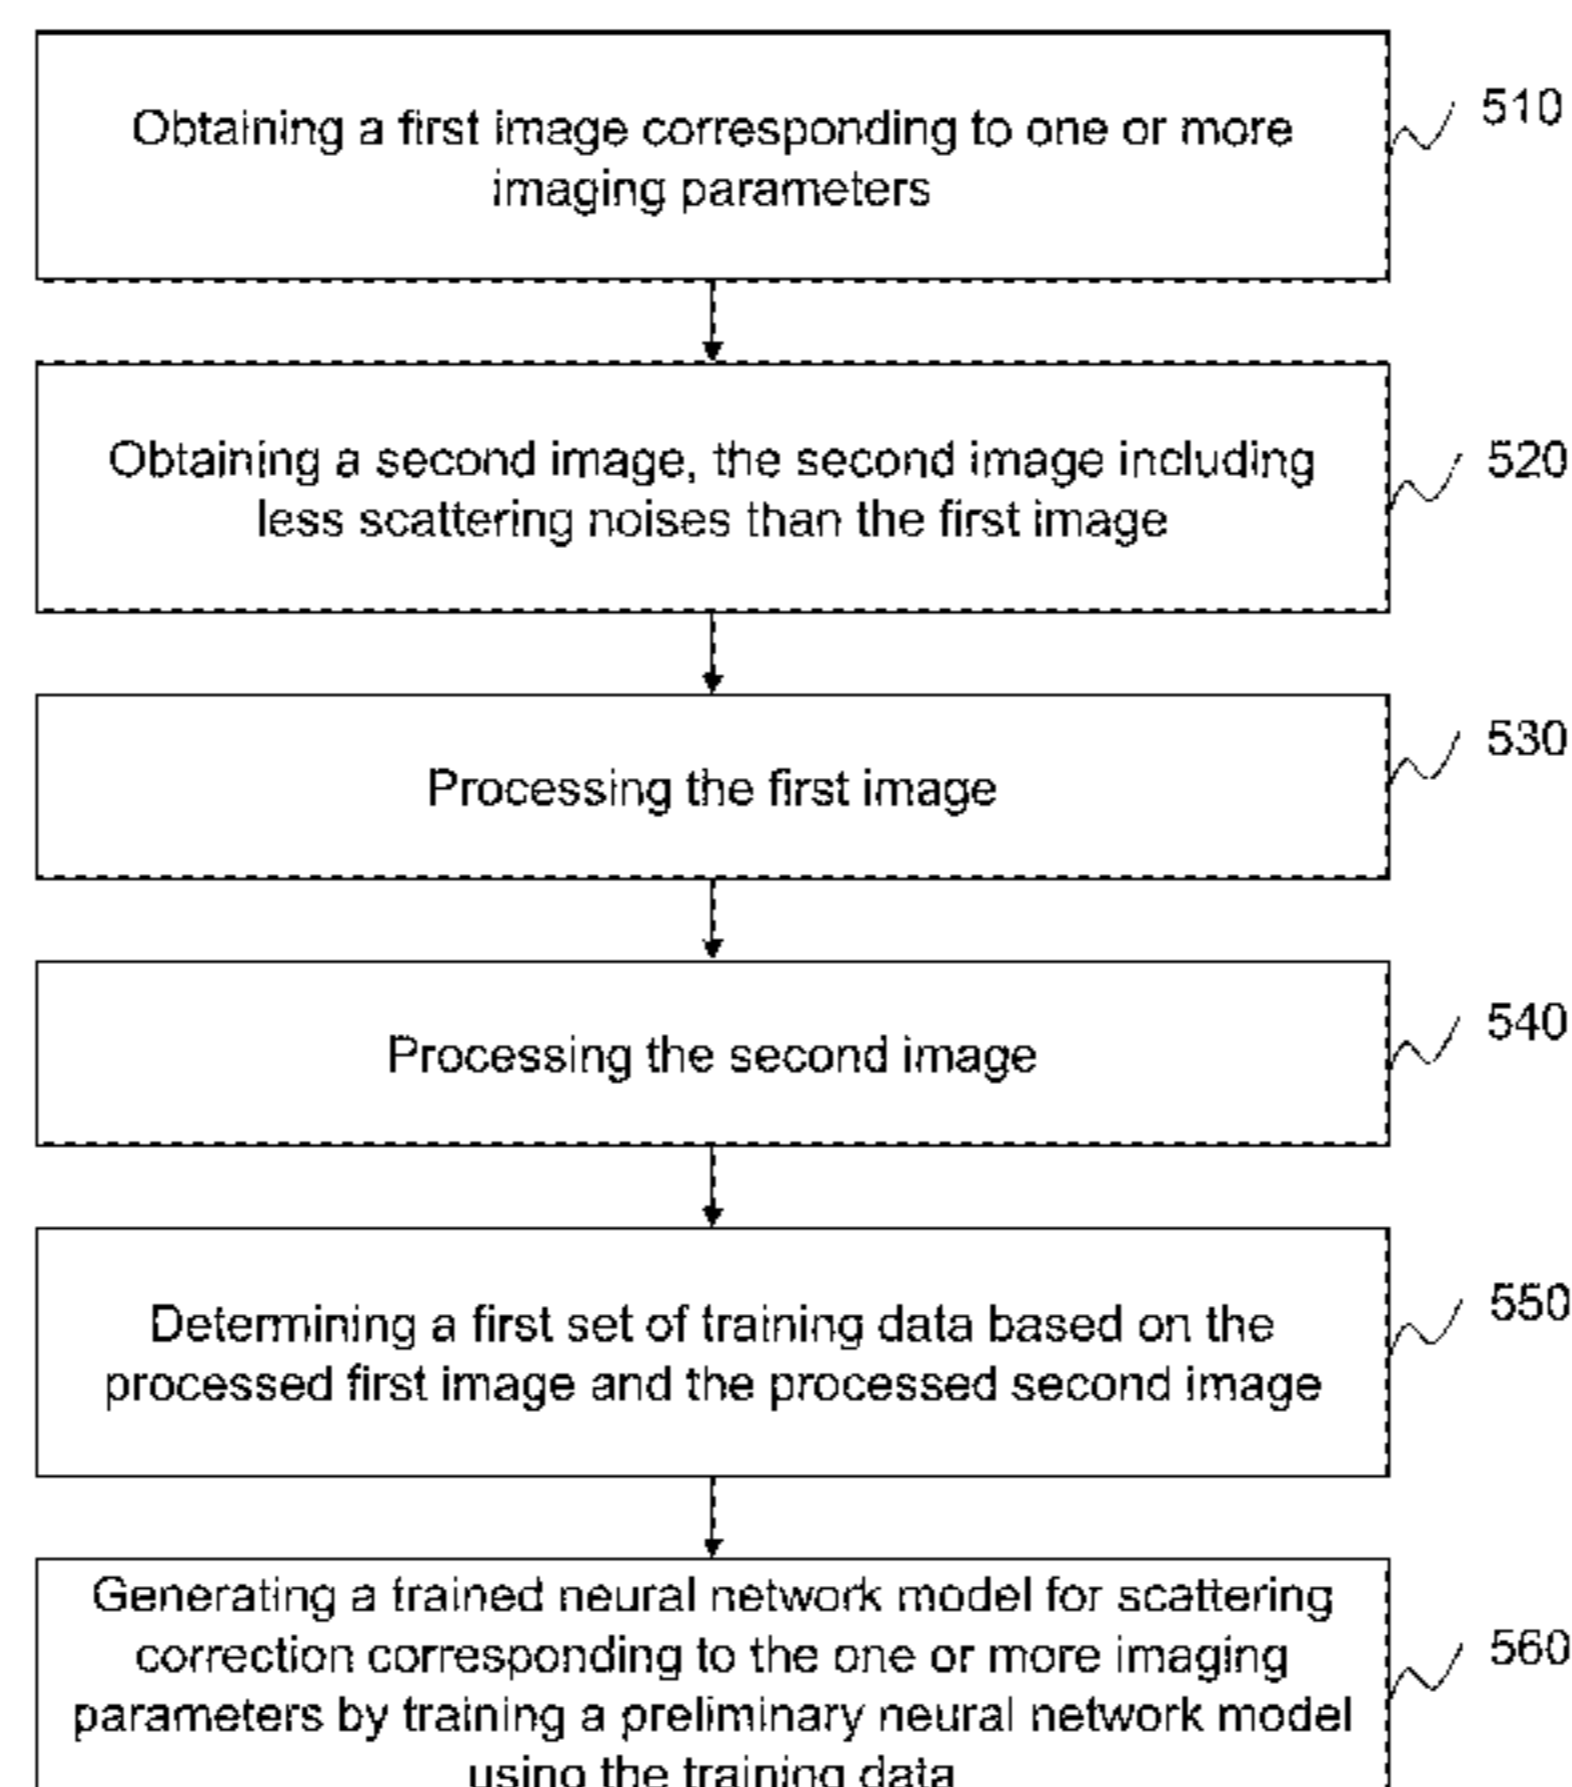 Obtaining a first image corresponding to one or more
imaging parameters
510
Obtaining a second image, the second image including
less scattering noises than the first image
520
Processing the first image
530
Processing the second image
540
Determining a first set of training data based on the
processed first image and the processed second image
550
Generating a trained neural network model for scattering
correction corresponding to the one or more imaging
parameters by training a preliminary neural network model
using the training data
560